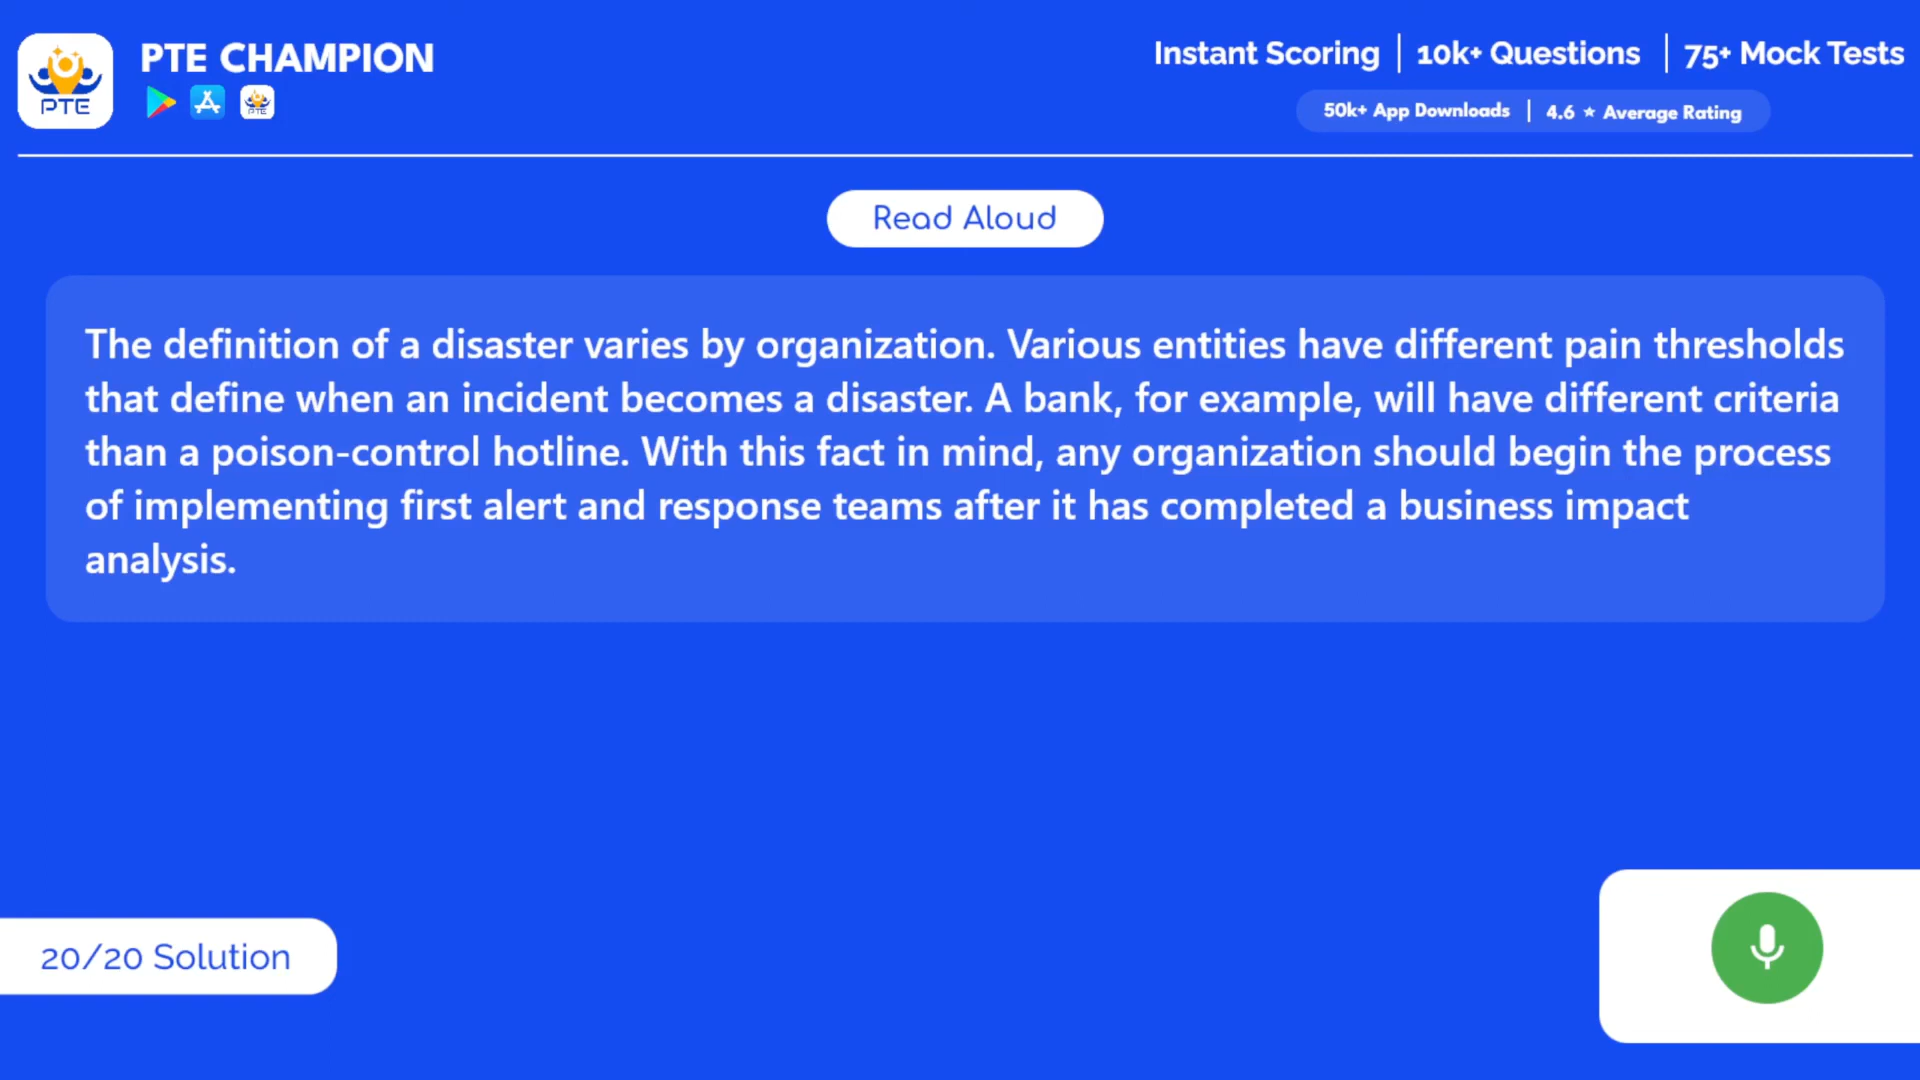 PTE CHAMPION
PTE
PTE
Instant Scoring | 10k+ Questions | 75+ Mock Tests
50k+ App Downloads | 4.6 ★ Average Rating
Read Aloud
The definition of a disaster varies by organization. Various entities have different pain thresholds
that define when an incident becomes a disaster. A bank, for example, will have different criteria
than a poison-control hotline. With this fact in mind, any organization should begin the process
of implementing first alert and response teams after it has completed a business impact
analysis.
20/20 Solution